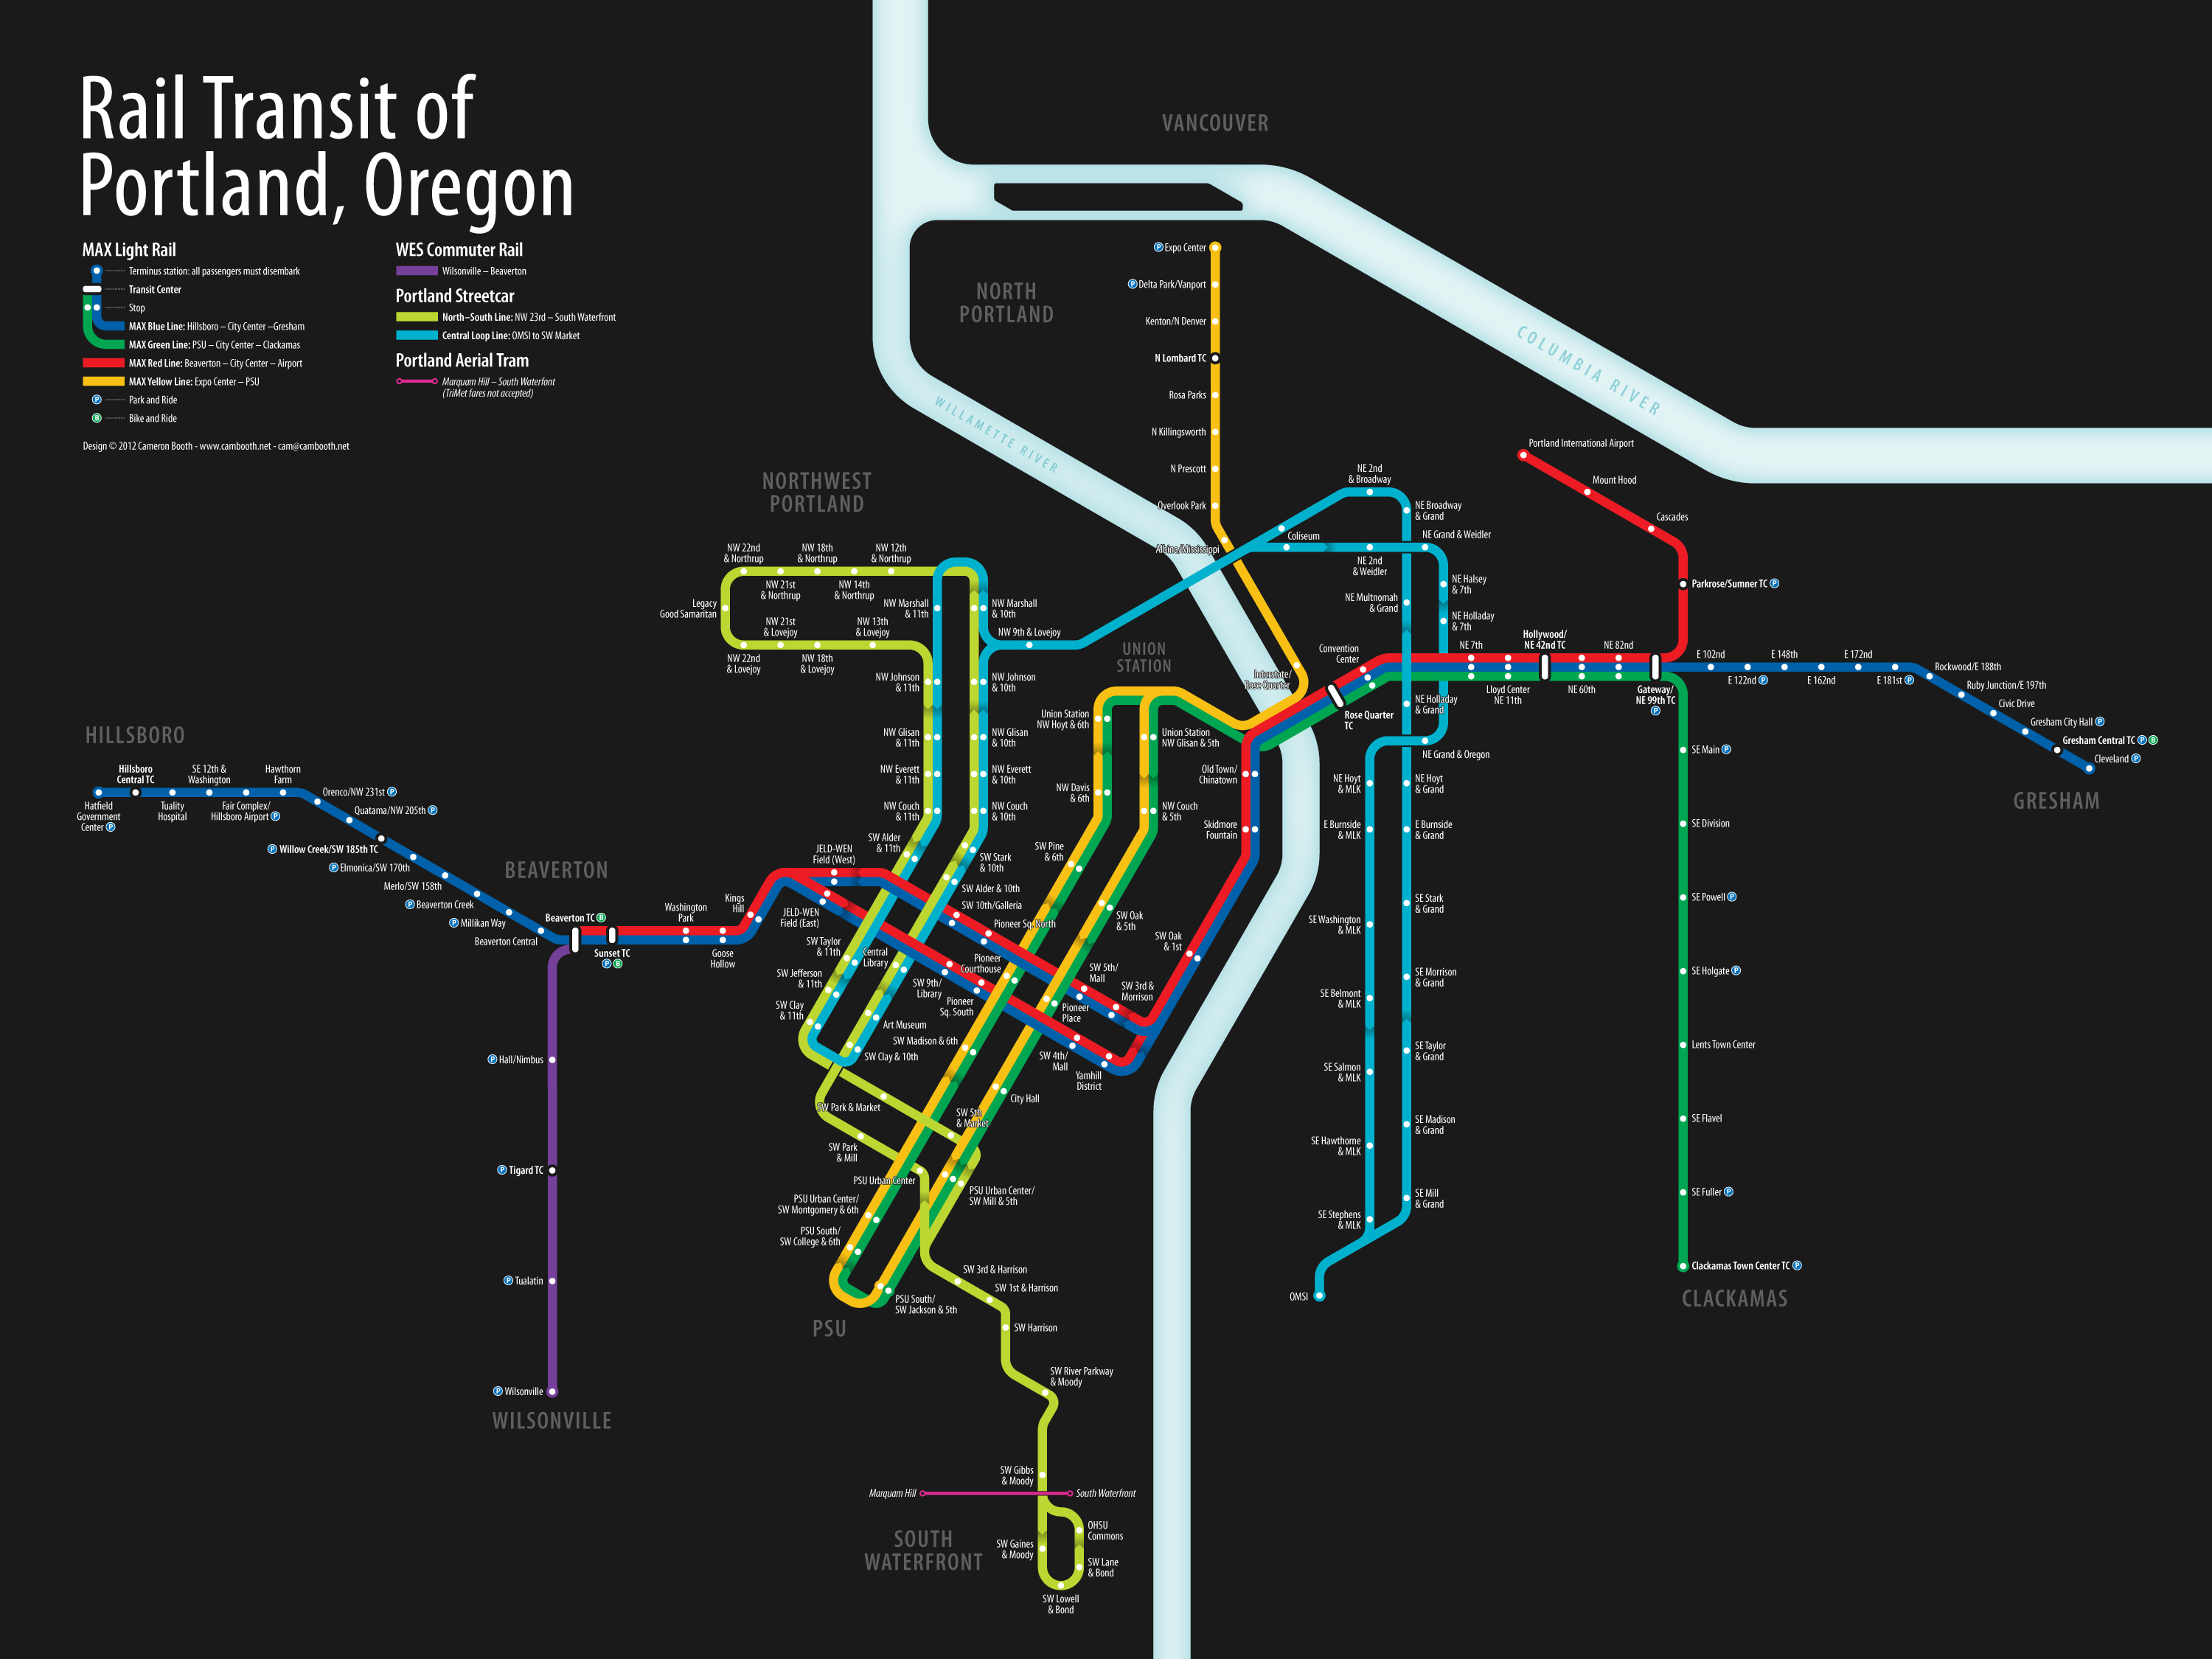 Rail Transit of
Portland, Oregon
MAX Light Rail
Terminus station: all passengers must disembark
Transit Center
Stop
MAX Blue Line: Hillsboro – City Center –Gresham
MAX Green Line: PSU – City Center – Clackamas
MAX Red Line: Beaverton – City Center – Airport
MAX Yellow Line: Expo Center – PSU
P Park and Ride
B Bike and Ride
Design © 2012 Cameron Booth - www.cambooth.net - cam@cambooth.net
WES Commuter Rail
Wilsonville – Beaverton
Portland Streetcar
North–South Line: NW 23rd – South Waterfront
Central Loop Line: OMSI to SW Market
Portland Aerial Tram
Marquam Hill – South Waterfont
(TriMet fares not accepted)
VANCOUVER
COLUMBIA RIVER
WILLAMETTE RIVER
NORTH
PORTLAND
P Expo Center
P Delta Park/Vanport
Kenton/N Denver
N Lombard TC
Rosa Parks
N Killingsworth
N Prescott
Overlook Park
Albina/Mississippi
Interstate/
Rose Quarter
Portland International Airport
Mount Hood
Cascades
Parkrose/Sumner TC P
NORTHWEST
PORTLAND
NW 22nd
& Northrup
NW 18th
& Northrup
NW 12th
& Northrup
NW 21st
& Northrup
NW 14th
& Northrup
Legacy
Good Samaritan
NW 21st
& Lovejoy
NW 13th
& Lovejoy
NW 22nd
& Lovejoy
NW 18th
& Lovejoy
NW Marshall
& 11th
NW Marshall
& 10th
NW 9th & Lovejoy
NW Johnson
& 11th
NW Johnson
& 10th
NW Glisan
& 11th
NW Glisan
& 10th
NW Everett
& 11th
NW Everett
& 10th
NW Couch
& 11th
NW Couch
& 10th
SW Alder
& 11th
SW Stark
& 10th
SW Alder & 10th
SW 10th/Galleria
Pioneer Sq. North
SW Taylor
& 11th
Central
Library
SW Jefferson
& 11th
SW Clay
& 11th
SW 9th/
Library
Pioneer
Courthouse
Pioneer
Sq. South
Art Museum
SW Madison & 6th
SW Clay & 10th
UNION
STATION
Union Station
NW Hoyt & 6th
Union Station
NW Glisan & 5th
NW Davis
& 6th
NW Couch
& 5th
SW Pine
& 6th
SW Oak
& 5th
SW Oak
& 1st
SW 5th/
Mall
SW 3rd &
Morrison
Pioneer
Place
SW 4th/
Mall
Yamhill
District
City Hall
SW 5th
& Market
SW Park & Market
SW Park
& Mill
PSU Urban Center
PSU Urban Center/
SW Mill & 5th
PSU Urban Center/
SW Montgomery & 6th
PSU South/
SW College & 6th
PSU South/
SW Jackson & 5th
PSU
SW 3rd & Harrison
SW 1st & Harrison
SW Harrison
SW River Parkway
& Moody
SW Gibbs
& Moody
Marquam Hill
South Waterfront
SOUTH
WATERFRONT
OHSU
Commons
SW Gaines
& Moody
SW Lane
& Bond
SW Lowell
& Bond
Old Town/
Chinatown
Skidmore
Fountain
NE 2nd
& Broadway
NE Broadway
& Grand
Coliseum
NE Grand & Weidler
NE 2nd
& Weidler
NE Halsey
& 7th
NE Multnomah
& Grand
NE Holladay
& 7th
Convention
Center
Rose Quarter
TC
NE 7th
Hollywood/
NE 42nd TC
NE 82nd
Lloyd Center
NE 11th
NE 60th
Gateway/
NE 99th TC
P
NE Holladay
& Grand
NE Grand & Oregon
NE Hoyt
& MLK
NE Hoyt
& Grand
E Burnside
& MLK
E Burnside
& Grand
SE Stark
& Grand
SE Washington
& MLK
SE Morrison
& Grand
SE Belmont
& MLK
SE Taylor
& Grand
SE Salmon
& MLK
SE Madison
& Grand
SE Hawthorne
& MLK
SE Mill
& Grand
SE Stephens
& MLK
OMSI
E 102nd
E 148th
E 172nd
E 122nd P
E 162nd
E 181st P
Rockwood/E 188th
Ruby Junction/E 197th
Civic Drive
Gresham City Hall P
Gresham Central TC P B
Cleveland P
GRESHAM
SE Main P
SE Division
SE Powell P
SE Holgate P
Lents Town Center
SE Flavel
SE Fuller P
Clackamas Town Center TC P
CLACKAMAS
HILLSBORO
Hillsboro
Central TC
SE 12th &
Washington
Hawthorn
Farm
Hatfield
Government
Center P
Tuality
Hospital
Fair Complex/
Hillsboro Airport P
Orenco/NW 231st P
Quatama/NW 205th P
P Willow Creek/SW 185th TC
P Elmonica/SW 170th
Merlo/SW 158th
P Beaverton Creek
P Millikan Way
Beaverton Central
BEAVERTON
Beaverton TC B
Sunset TC
P B
Washington
Park
Goose
Hollow
Kings
Hill
JELD-WEN
Field (West)
JELD-WEN
Field (East)
P Hall/Nimbus
P Tigard TC
P Tualatin
P Wilsonville
WILSONVILLE